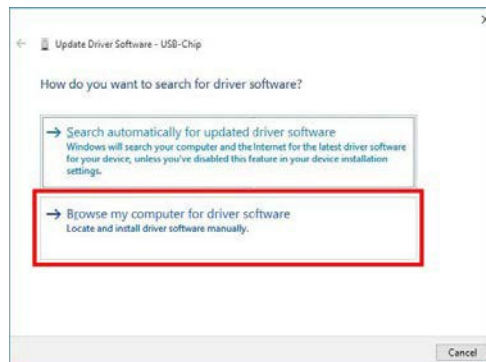 Update Driver Software - USB-Chip
How do you want to search for driver software?
Search automatically for updated driver software
Windows will search your computer and the Internet for the latest driver software
for your device, unless you've disabled this feature in your device installation
settings.
Browse my computer for driver software
Locate and install driver software manually.
Cancel